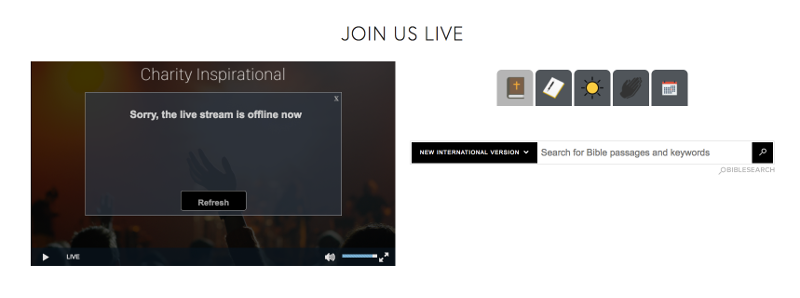 JOIN US LIVE
Charity Inspirational
X
Sorry, the live stream is offline now
Refresh
LIVE
NEW INTERNATIONAL VERSION
Search for Bible passages and keywords
BIBLESEARCH